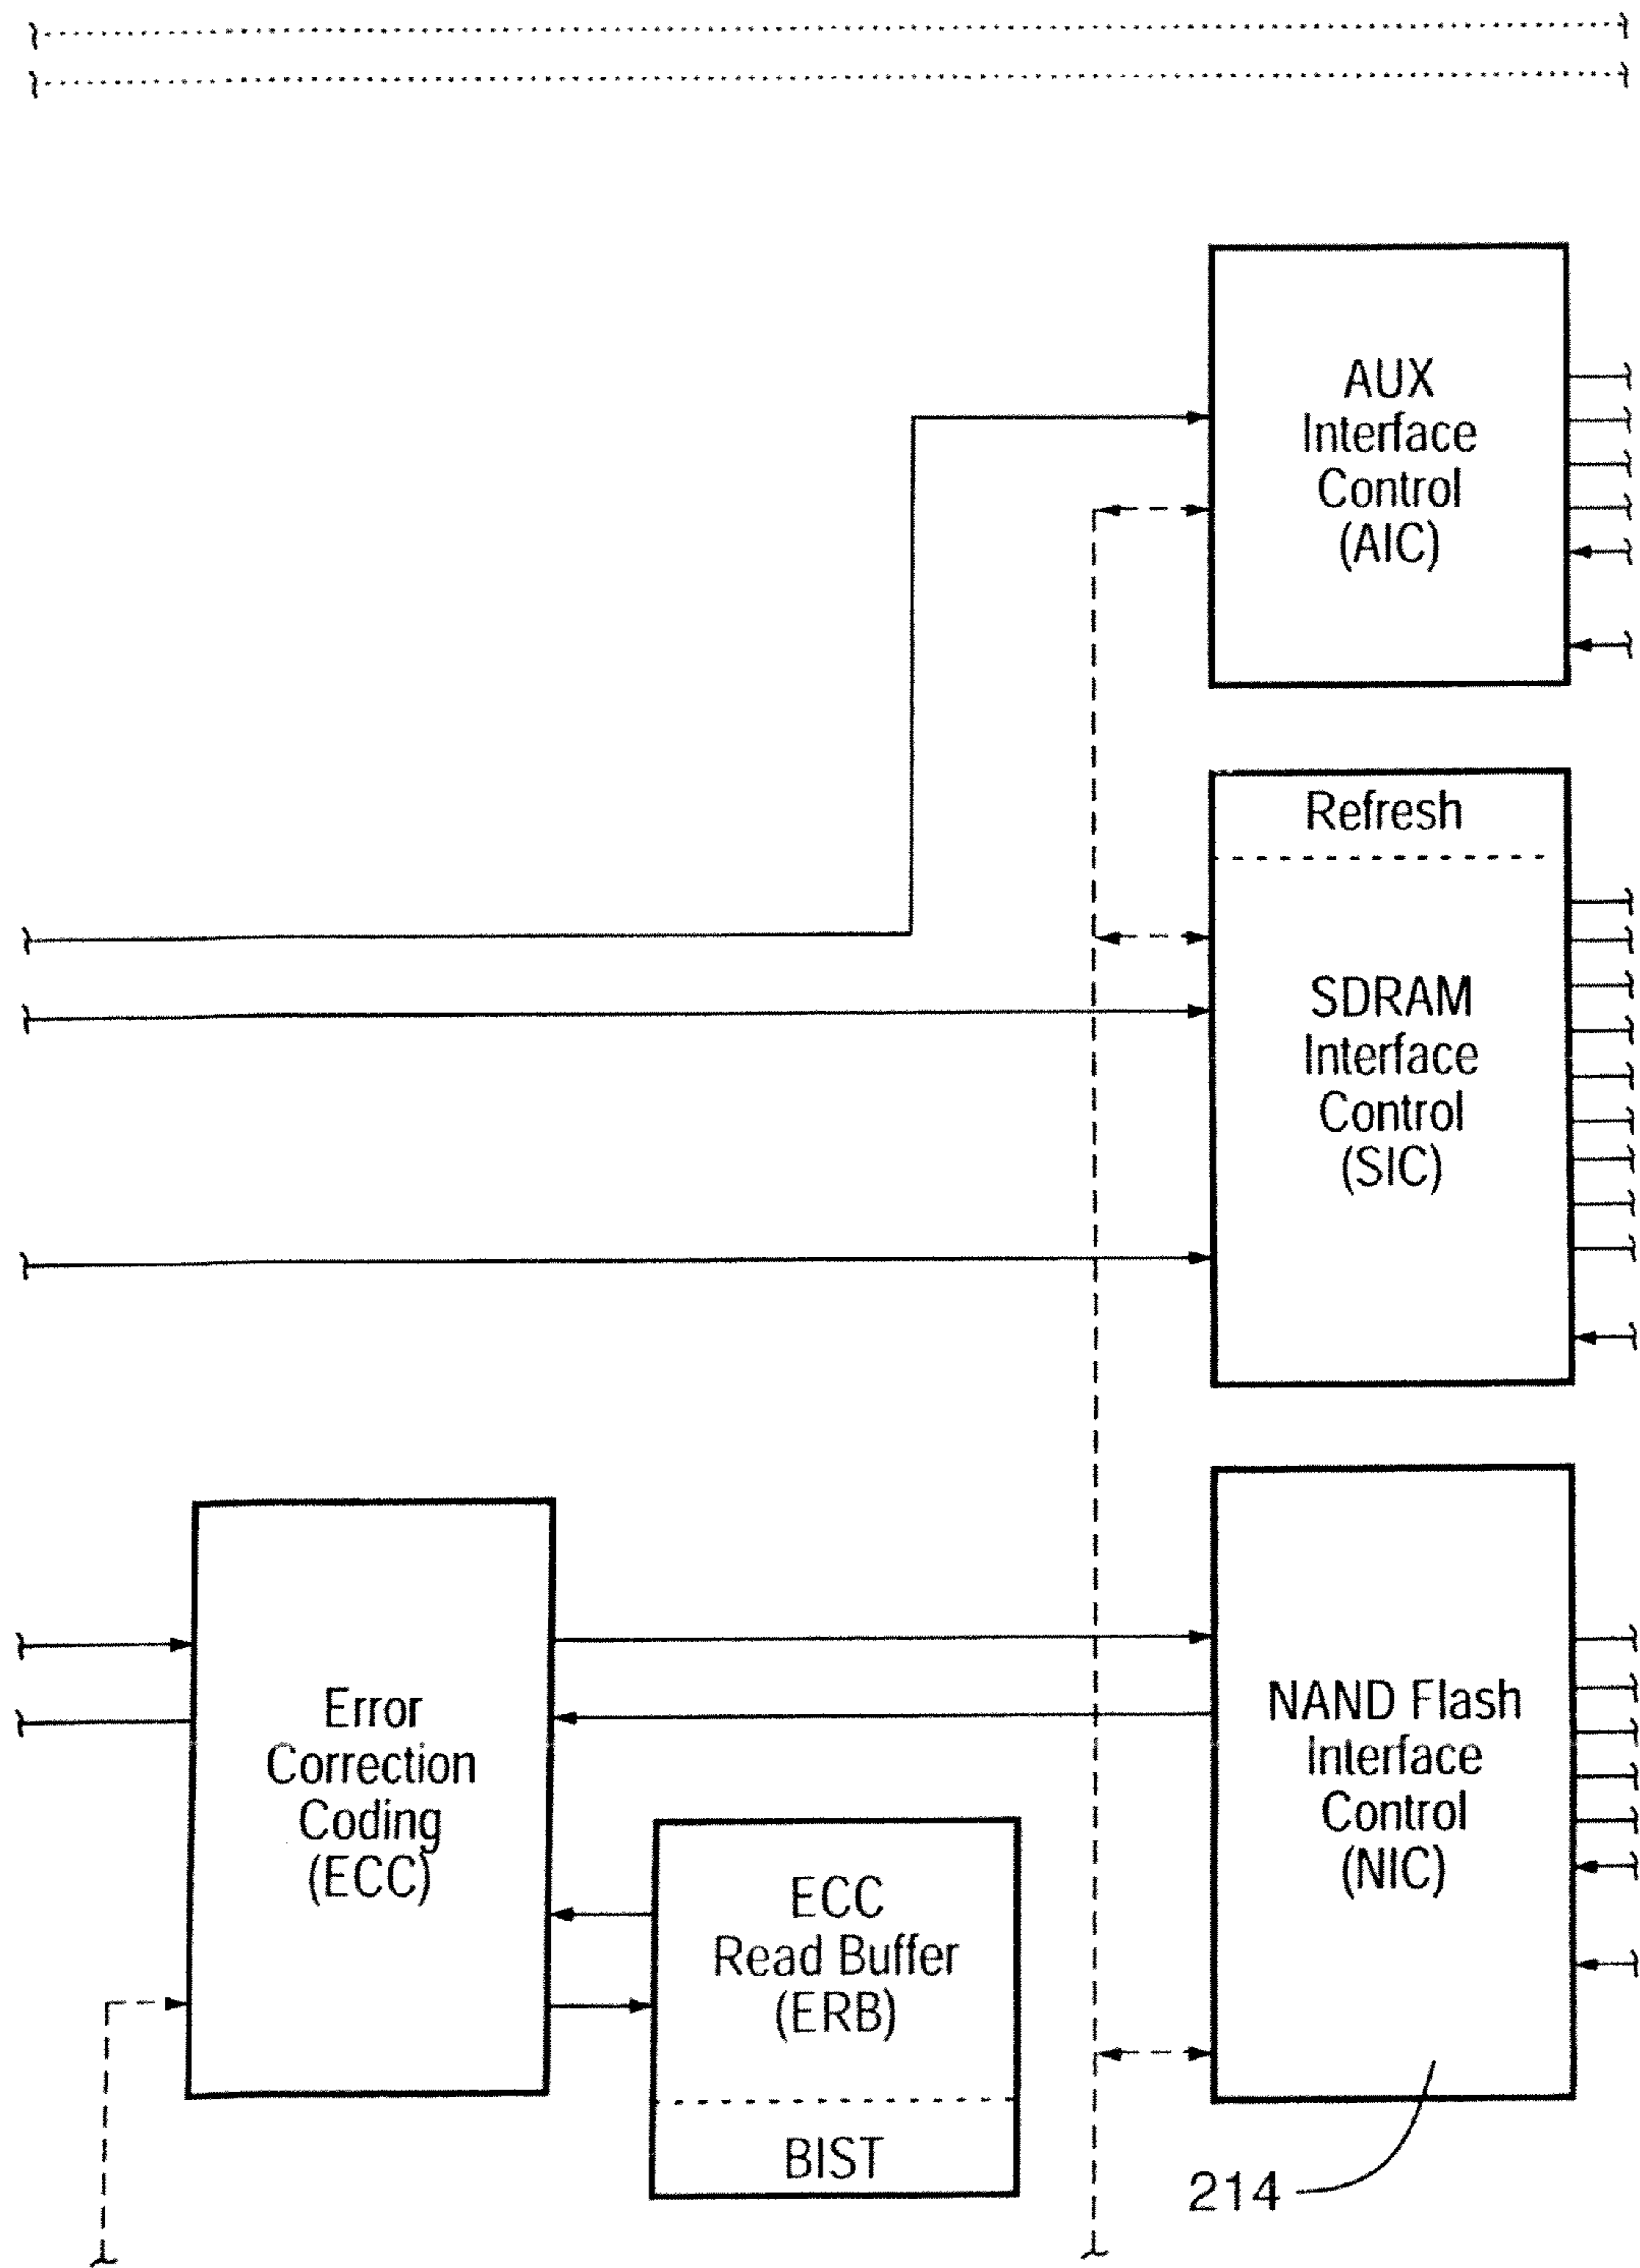 AUX
Interface
Control
(AIC)
Refresh
SDRAM
Interface
Control
(SIC)
Error
Correction
Coding
(ECC)
ECC
Read Buffer
(ERB)
BIST
NAND Flash
Interface
Control
(NIC)
214